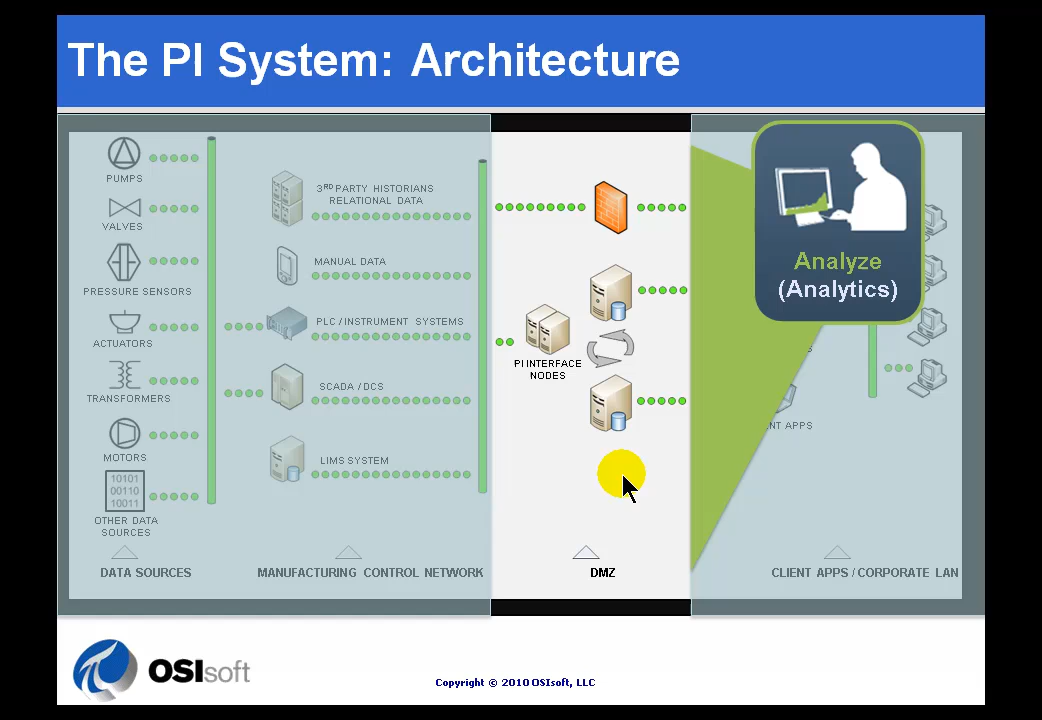 The PI System: Architecture
PUMPS
VALVES
PRESSURE SENSORS
ACTUATORS
TRANSFORMERS
MOTORS
10101
00110
10011
OTHER DATA
SOURCES
DATA SOURCES
3RD PARTY HISTORIANS
RELATIONAL DATA
MANUAL DATA
PLC / INSTRUMENT SYSTEMS
SCADA / DCS
LIMS SYSTEM
MANUFACTURING CONTROL NETWORK
PI INTERFACE
NODES
DMZ
Analyze
(Analytics)
APPS
CLIENT APPS / CORPORATE LAN
OSIsoft
Copyright © 2010 OSIsoft, LLC